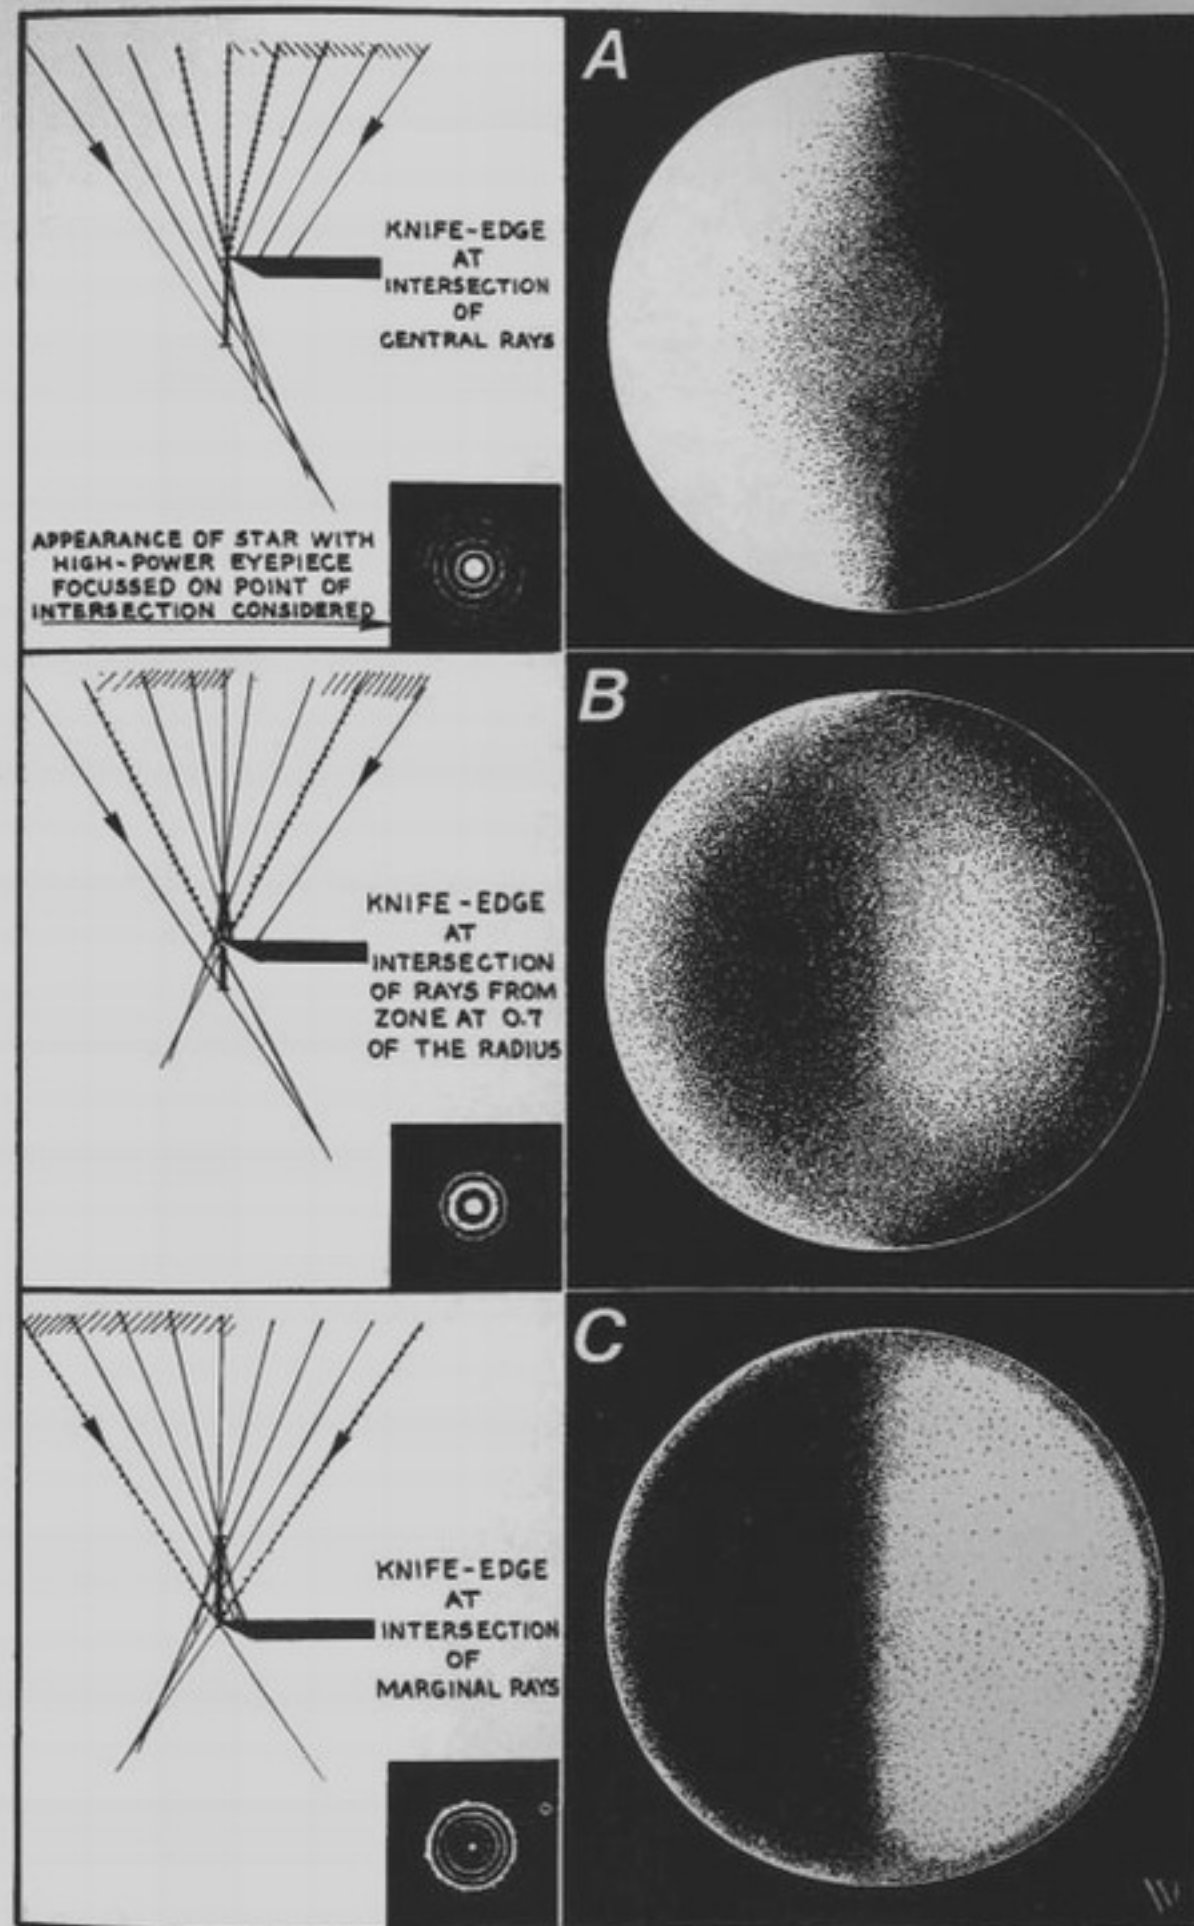 A
KNIFE-EDGE
AT
INTERSECTION
OF
CENTRAL RAYS
APPEARANCE OF STAR WITH
HIGH-POWER EYEPIECE
FOCUSSED ON POINT OF
INTERSECTION CONSIDERED
B
KNIFE-EDGE
AT
INTERSECTION
OF RAYS FROM
ZONE AT 0.7
OF THE RADIUS
C
KNIFE-EDGE
AT
INTERSECTION
OF
MARGINAL RAYS